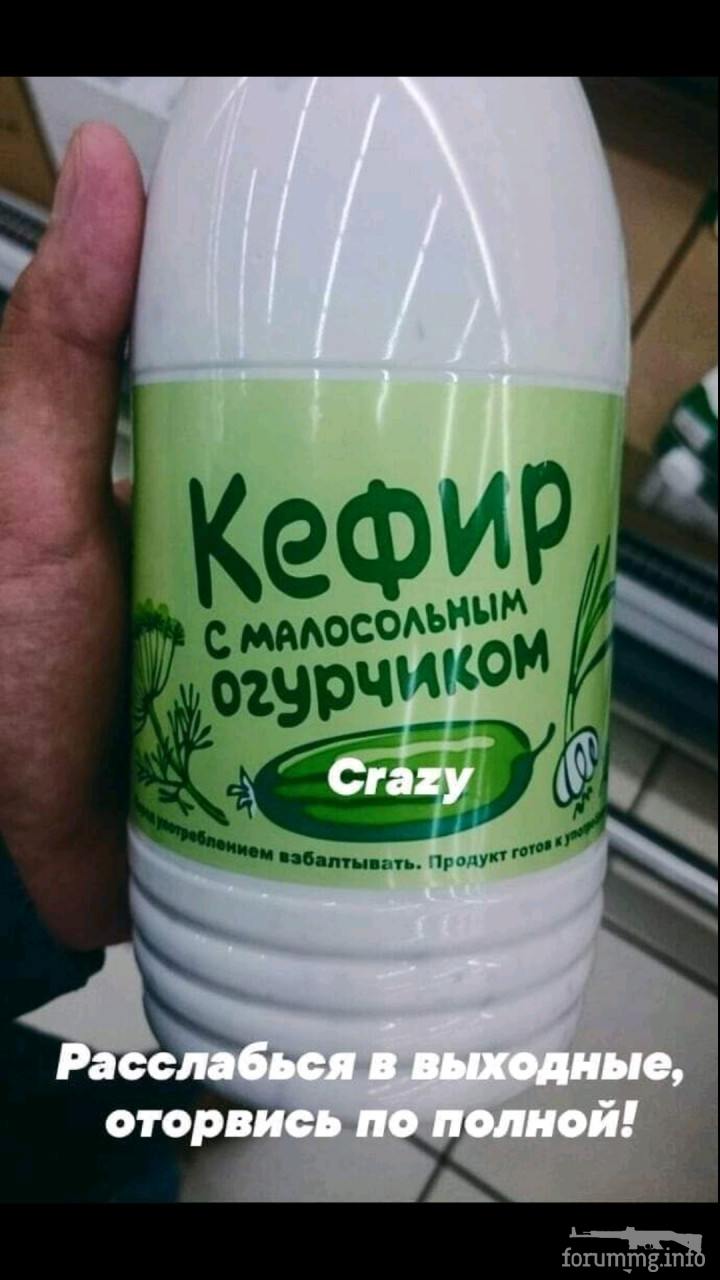 Кефир
с малосольным
огурчиком
Crazy
употреблением взбалтывать. Продукт готов к
Расслабься в выходные,
оторвись по полной!
forummg.info